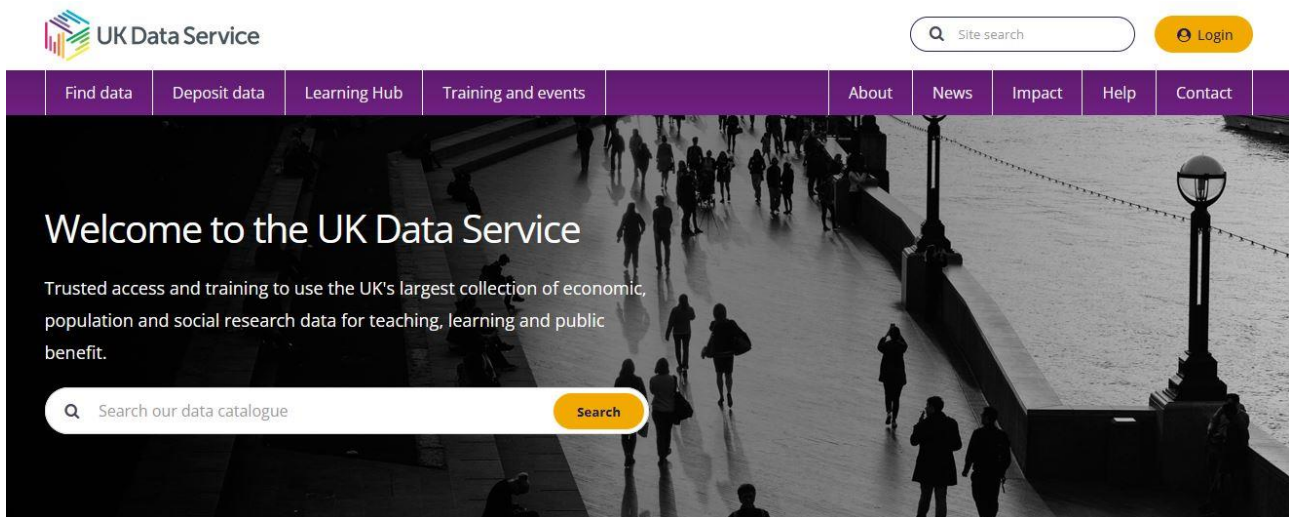 UK Data Service
Site search
Login
Find data
Deposit data
Learning Hub
Training and events
About
News
Impact
Help
Contact
Welcome to the UK Data Service
Trusted access and training to use the UK's largest collection of economic,
population and social research data for teaching, learning and public
benefit.
Search our data catalogue
Search